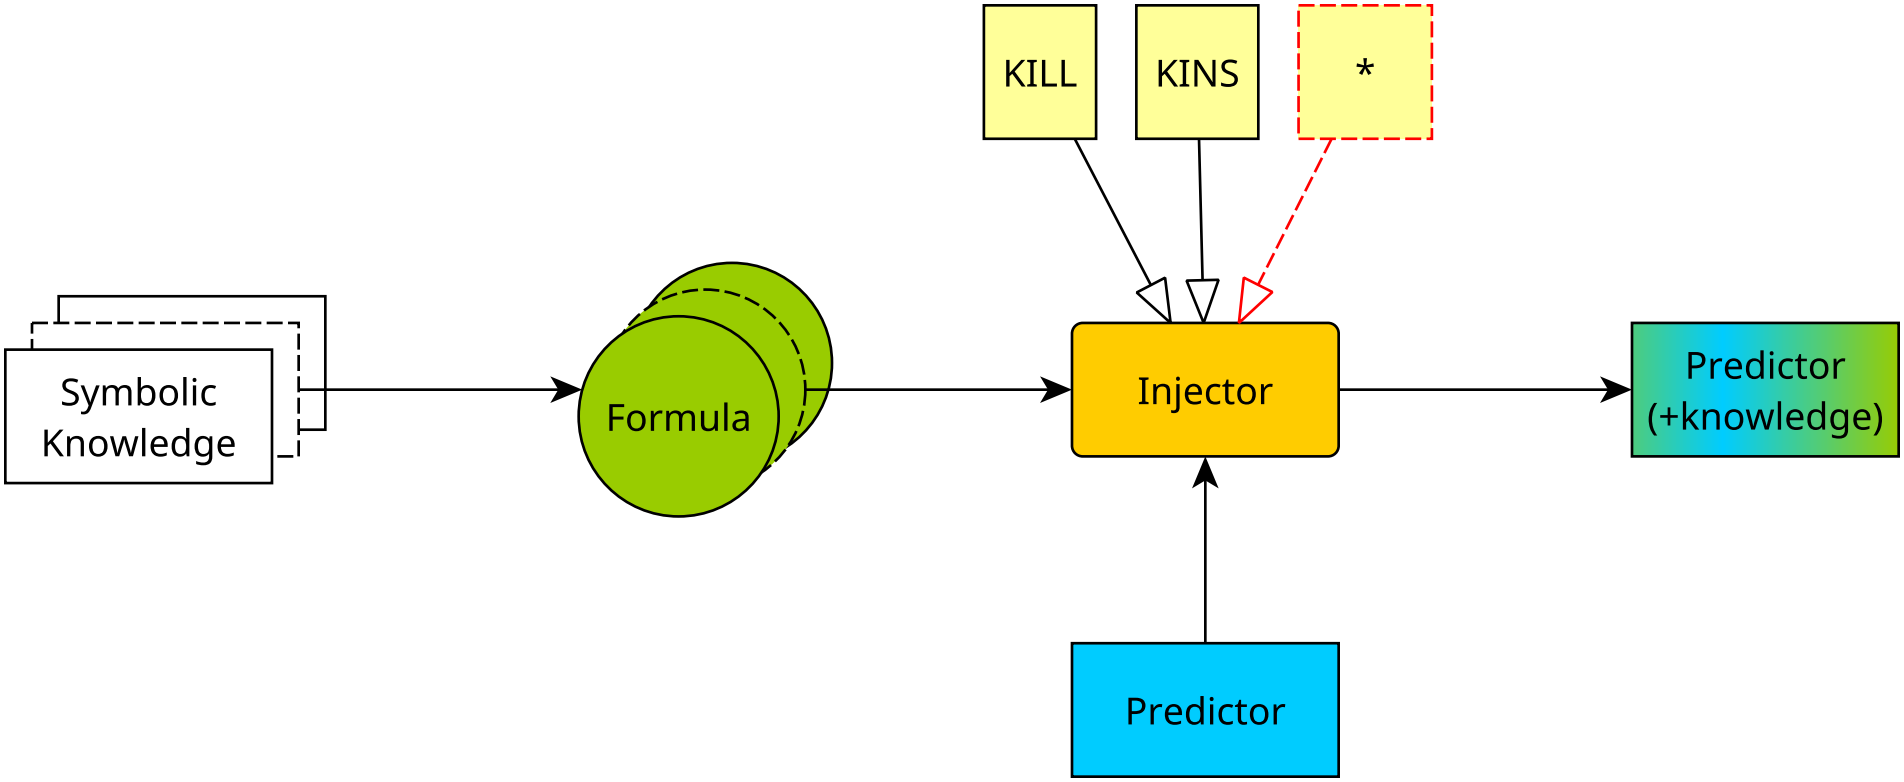 KILL
KINS
*
Symbolic
Knowledge
Formula
Injector
Predictor
(+knowledge)
Predictor